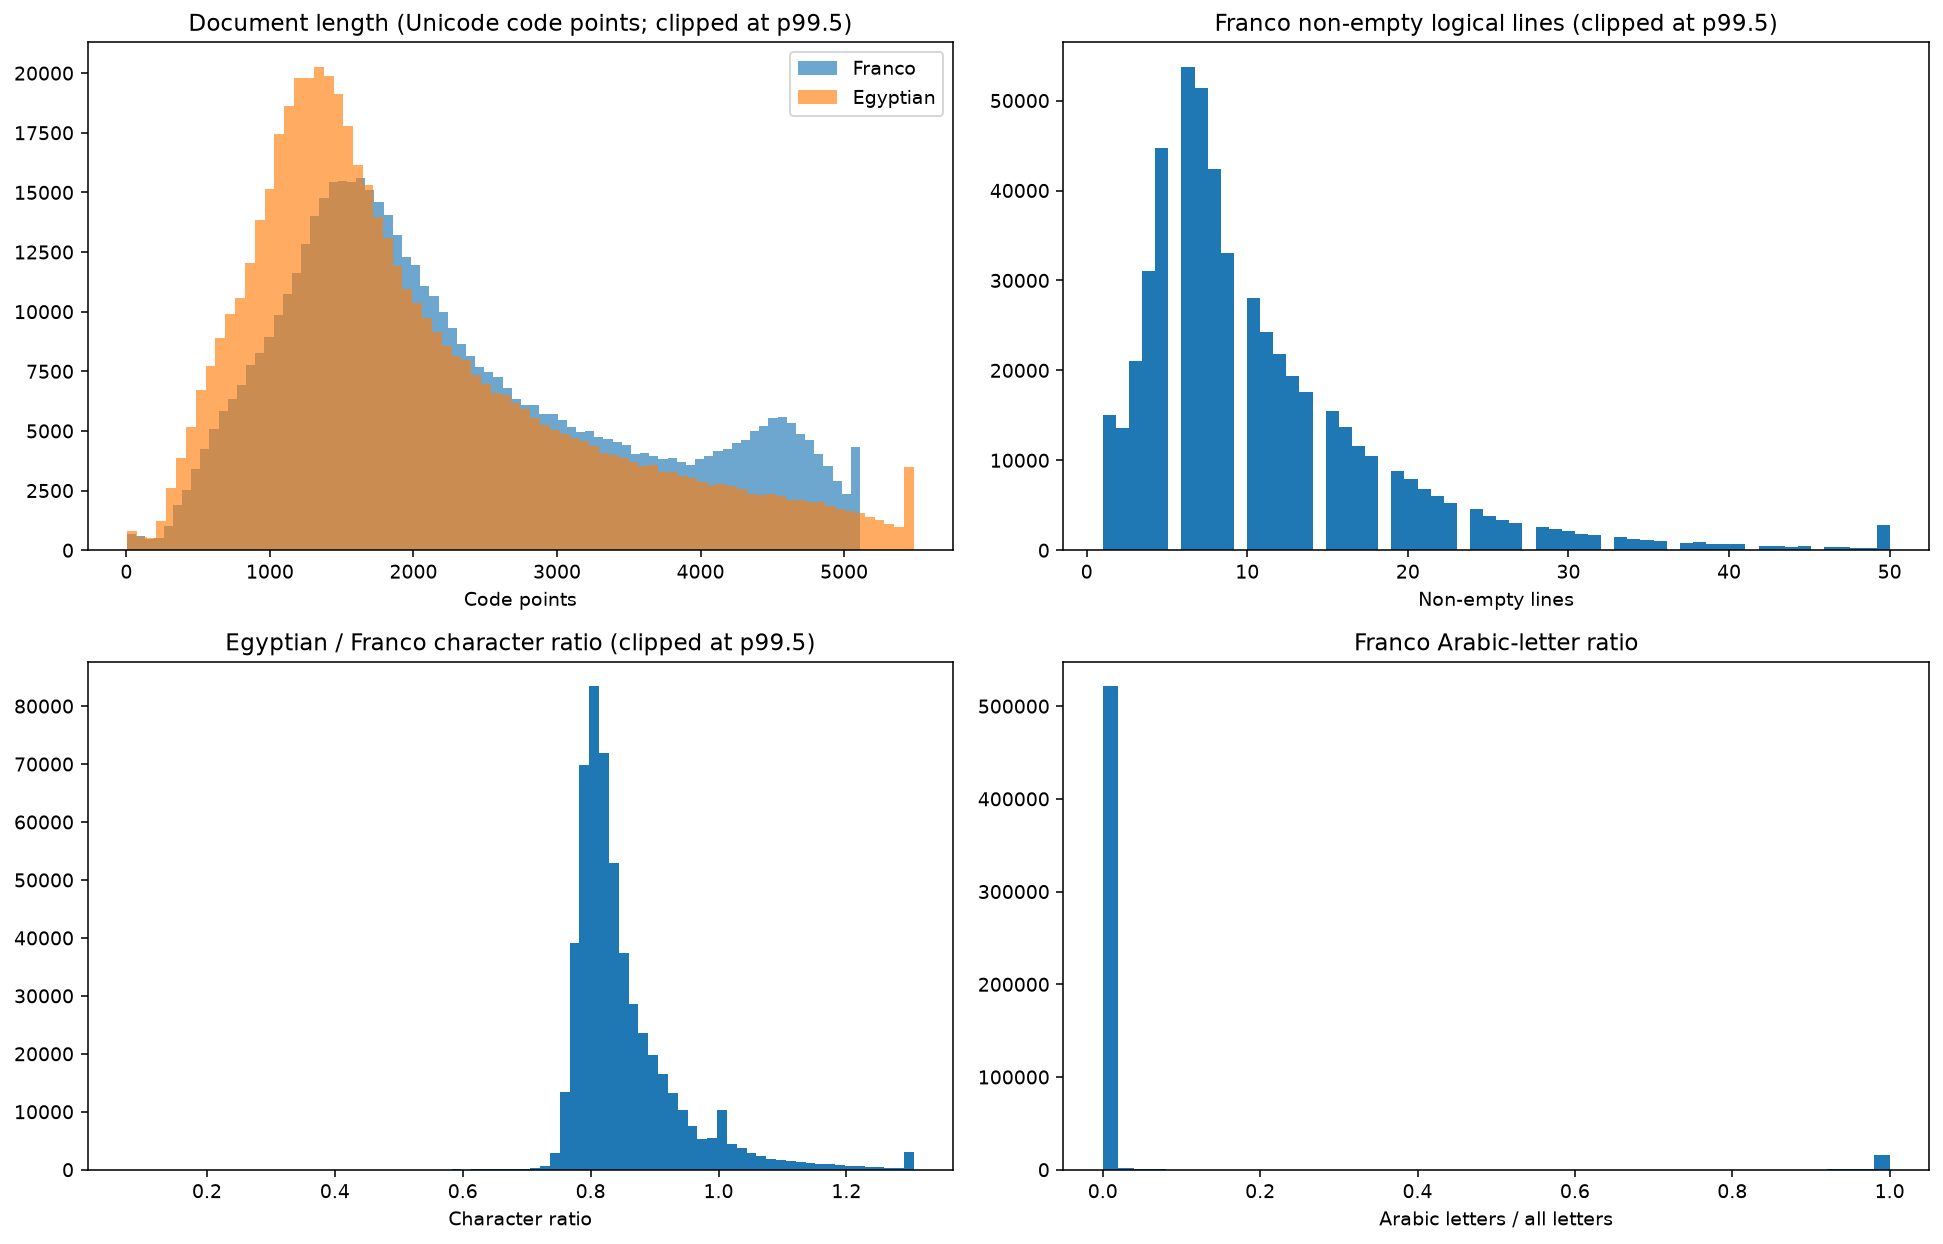 Document length (Unicode code points; clipped at p99.5)
20000
17500
15000
12500
10000
7500
5000
2500
0
Franco
Egyptian
0 1000 2000 3000 4000 5000
Code points
Franco non-empty logical lines (clipped at p99.5)
50000
40000
30000
20000
10000
0
0 10 20 30 40 50
Non-empty lines
Egyptian / Franco character ratio (clipped at p99.5)
80000
70000
60000
50000
40000
30000
20000
10000
0
0.2 0.4 0.6 0.8 1.0 1.2
Character ratio
Franco Arabic-letter ratio
500000
400000
300000
200000
100000
0
0.0 0.2 0.4 0.6 0.8 1.0
Arabic letters / all letters